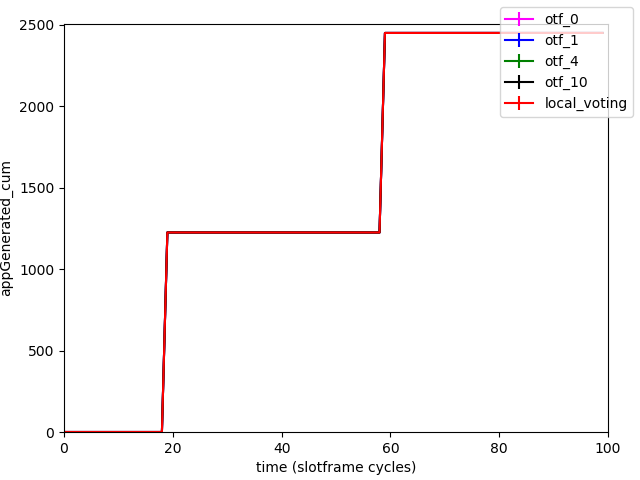 otf_0
otf_1
otf_4
otf_10
local_voting
2500
2000
1500
1000
500
0
appGenerated_cum
0 20 40 60 80 100
time (slotframe cycles)